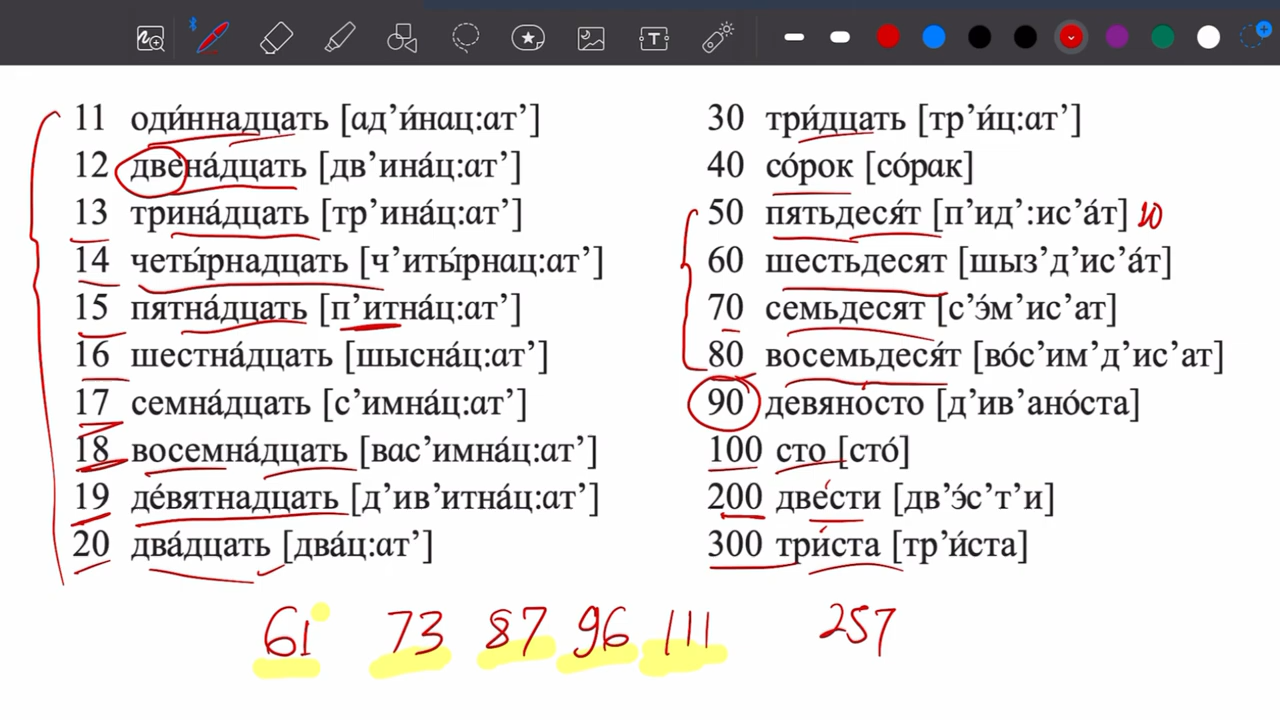 11 оди́ннадцать [ад’и́нац:ат’]
12 двена́дцать [дв’ина́ц:ат’]
13 трина́дцать [тр’ина́ц:ат’]
14 четы́рнадцать [ч’иты́рнац:ат’]
15 пятна́дцать [п’итна́ц:ат’]
16 шестна́дцать [шысна́ц:ат’]
17 семна́дцать [с’имна́ц:ат’]
18 восемна́дцать [вас’имна́ц:ат’]
19 де́вятнадцать [д’ив’итна́ц:ат’]
20 два́дцать [два́ц:ат’]
30 три́дцать [тр’и́ц:ат’]
40 со́рок [со́рак]
50 пятьдеся́т [п’ид’:ис’а́т] 10
60 шестьдесят [шыз’д’ис’а́т]
70 семьдесят [с’э́м’ис’ат]
80 восемьдеся́т [во́с’им’д’ис’ат]
90 девяно́сто [д’ив’ано́ста]
100 сто [сто́]
200 двести [дв’э́с’т’и]
300 три́ста [тр’и́ста]
61 73 87 96 111 257